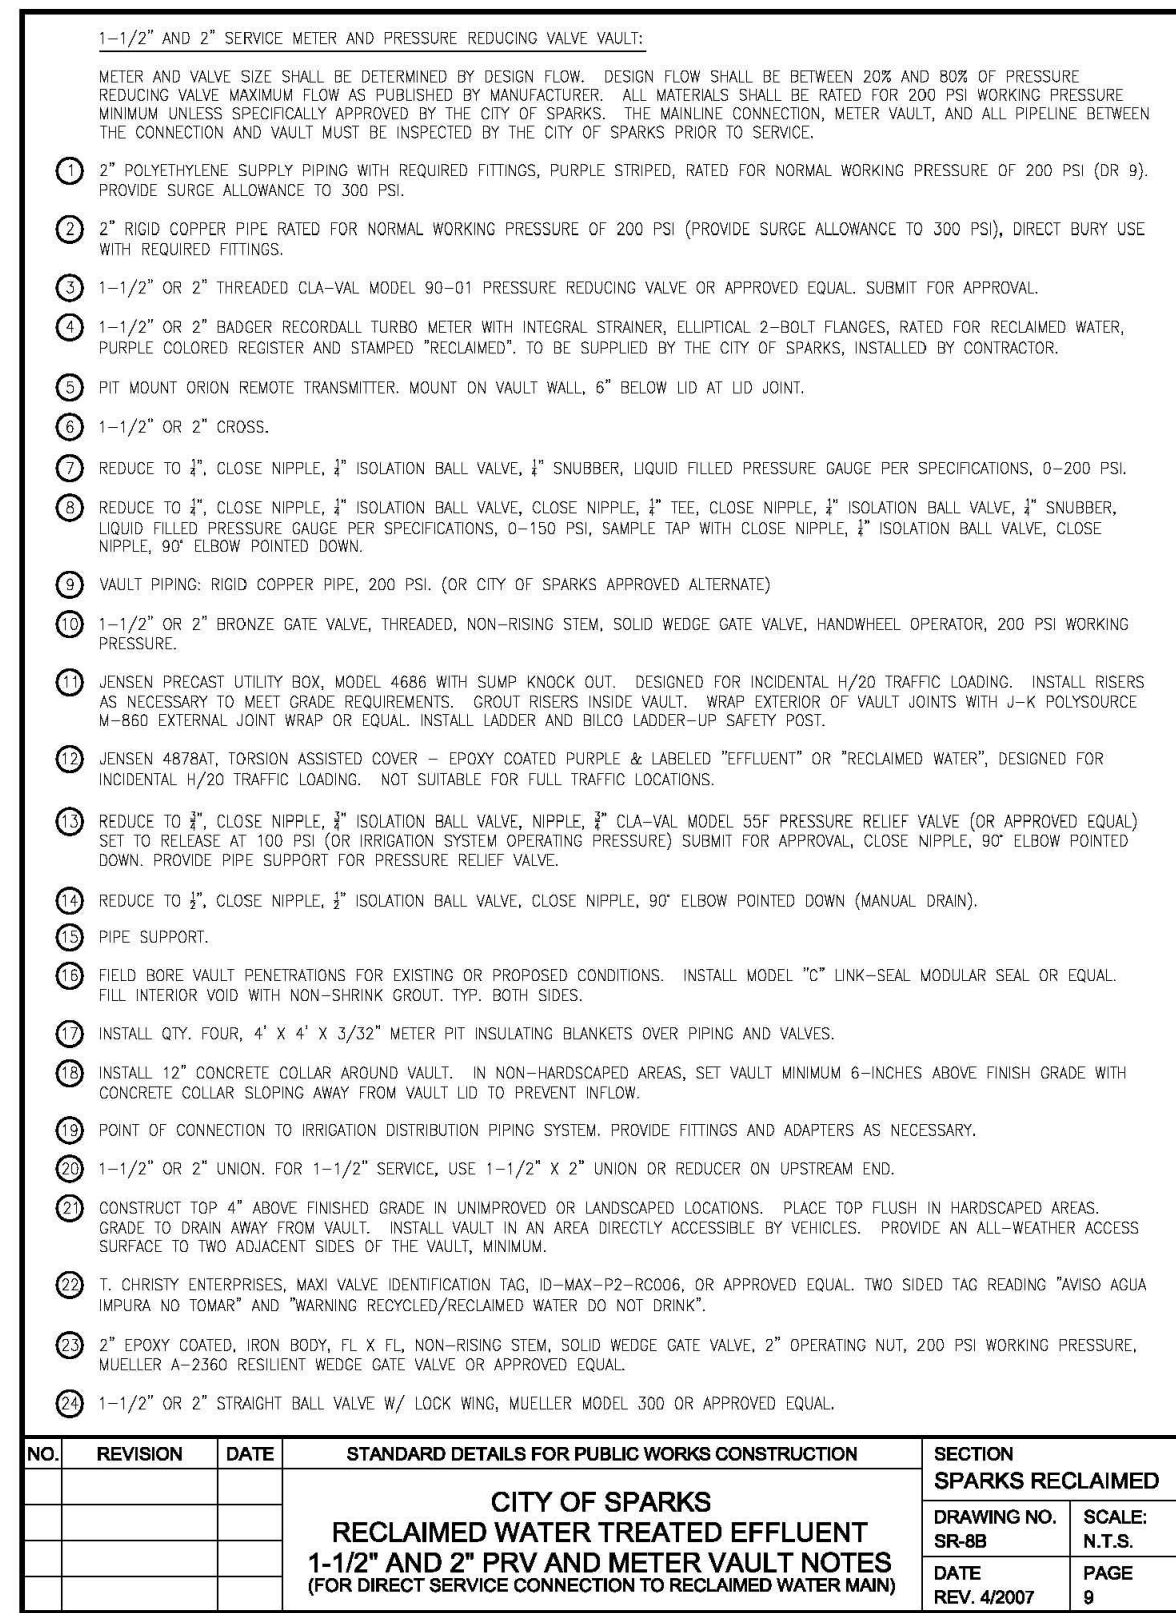 1-1/2" AND 2" SERVICE METER AND PRESSURE REDUCING VALVE VAULT:
METER AND VALVE SIZE SHALL BE DETERMINED BY DESIGN FLOW. DESIGN FLOW SHALL BE BETWEEN 20% AND 80% OF PRESSURE
REDUCING VALVE MAXIMUM FLOW AS PUBLISHED BY MANUFACTURER. ALL MATERIALS SHALL BE RATED FOR 200 PSI WORKING PRESSURE
MINIMUM UNLESS SPECIFICALLY APPROVED BY THE CITY OF SPARKS. THE MAINLINE CONNECTION, METER VAULT, AND ALL PIPELINE BETWEEN
THE CONNECTION AND VAULT MUST BE INSPECTED BY THE CITY OF SPARKS PRIOR TO SERVICE.
1 2" POLYETHYLENE SUPPLY PIPING WITH REQUIRED FITTINGS, PURPLE STRIPED, RATED FOR NORMAL WORKING PRESSURE OF 200 PSI (DR 9).
PROVIDE SURGE ALLOWANCE TO 300 PSI.
2 2" RIGID COPPER PIPE RATED FOR NORMAL WORKING PRESSURE OF 200 PSI (PROVIDE SURGE ALLOWANCE TO 300 PSI), DIRECT BURY USE
WITH REQUIRED FITTINGS.
3 1-1/2" OR 2" THREADED CLA-VAL MODEL 90-01 PRESSURE REDUCING VALVE OR APPROVED EQUAL. SUBMIT FOR APPROVAL.
4 1-1/2" OR 2" BADGER RECORDALL TURBO METER WITH INTEGRAL STRAINER, ELLIPTICAL 2-BOLT FLANGES, RATED FOR RECLAIMED WATER,
PURPLE COLORED REGISTER AND STAMPED "RECLAIMED". TO BE SUPPLIED BY THE CITY OF SPARKS, INSTALLED BY CONTRACTOR.
5 PIT MOUNT ORION REMOTE TRANSMITTER. MOUNT ON VAULT WALL, 6" BELOW LID AT LID JOINT.
6 1-1/2" OR 2" CROSS.
7 REDUCE TO ¼", CLOSE NIPPLE, ¼" ISOLATION BALL VALVE, ¼" SNUBBER, LIQUID FILLED PRESSURE GAUGE PER SPECIFICATIONS, 0-200 PSI.
8 REDUCE TO ¼", CLOSE NIPPLE, ¼" ISOLATION BALL VALVE, CLOSE NIPPLE, ¼" TEE, CLOSE NIPPLE, ¼" ISOLATION BALL VALVE, ¼" SNUBBER,
LIQUID FILLED PRESSURE GAUGE PER SPECIFICATIONS, 0-150 PSI, SAMPLE TAP WITH CLOSE NIPPLE, ¼" ISOLATION BALL VALVE, CLOSE
NIPPLE, 90° ELBOW POINTED DOWN.
9 VAULT PIPING: RIGID COPPER PIPE, 200 PSI. (OR CITY OF SPARKS APPROVED ALTERNATE)
10 1-1/2" OR 2" BRONZE GATE VALVE, THREADED, NON-RISING STEM, SOLID WEDGE GATE VALVE, HANDWHEEL OPERATOR, 200 PSI WORKING
PRESSURE.
11 JENSEN PRECAST UTILITY BOX, MODEL 4686 WITH SUMP KNOCK OUT. DESIGNED FOR INCIDENTAL H/20 TRAFFIC LOADING. INSTALL RISERS
AS NECESSARY TO MEET GRADE REQUIREMENTS. GROUT RISERS INSIDE VAULT. WRAP EXTERIOR OF VAULT JOINTS WITH J-K POLYSOURCE
M-860 EXTERNAL JOINT WRAP OR EQUAL. INSTALL LADDER AND BILCO LADDER-UP SAFETY POST.
12 JENSEN 4878AT, TORSION ASSISTED COVER - EPOXY COATED PURPLE & LABELED "EFFLUENT" OR "RECLAIMED WATER", DESIGNED FOR
INCIDENTAL H/20 TRAFFIC LOADING. NOT SUITABLE FOR FULL TRAFFIC LOCATIONS.
13 REDUCE TO ¾", CLOSE NIPPLE, ¾" ISOLATION BALL VALVE, NIPPLE, ¾" CLA-VAL MODEL 55F PRESSURE RELIEF VALVE (OR APPROVED EQUAL)
SET TO RELEASE AT 100 PSI (OR IRRIGATION SYSTEM OPERATING PRESSURE) SUBMIT FOR APPROVAL, CLOSE NIPPLE, 90° ELBOW POINTED
DOWN. PROVIDE PIPE SUPPORT FOR PRESSURE RELIEF VALVE.
14 REDUCE TO ½", CLOSE NIPPLE, ½" ISOLATION BALL VALVE, CLOSE NIPPLE, 90° ELBOW POINTED DOWN (MANUAL DRAIN).
15 PIPE SUPPORT.
16 FIELD BORE VAULT PENETRATIONS FOR EXISTING OR PROPOSED CONDITIONS. INSTALL MODEL "C" LINK-SEAL MODULAR SEAL OR EQUAL.
FILL INTERIOR VOID WITH NON-SHRINK GROUT. TYP. BOTH SIDES.
17 INSTALL QTY. FOUR, 4' X 4' X 3/32" METER PIT INSULATING BLANKETS OVER PIPING AND VALVES.
18 INSTALL 12" CONCRETE COLLAR AROUND VAULT. IN NON-HARDSCAPED AREAS, SET VAULT MINIMUM 6-INCHES ABOVE FINISH GRADE WITH
CONCRETE COLLAR SLOPING AWAY FROM VAULT LID TO PREVENT INFLOW.
19 POINT OF CONNECTION TO IRRIGATION DISTRIBUTION PIPING SYSTEM. PROVIDE FITTINGS AND ADAPTERS AS NECESSARY.
20 1-1/2" OR 2" UNION. FOR 1-1/2" SERVICE, USE 1-1/2" X 2" UNION OR REDUCER ON UPSTREAM END.
21 CONSTRUCT TOP 4" ABOVE FINISHED GRADE IN UNIMPROVED OR LANDSCAPED LOCATIONS. PLACE TOP FLUSH IN HARDSCAPED AREAS.
GRADE TO DRAIN AWAY FROM VAULT. INSTALL VAULT IN AN AREA DIRECTLY ACCESSIBLE BY VEHICLES. PROVIDE AN ALL-WEATHER ACCESS
SURFACE TO TWO ADJACENT SIDES OF THE VAULT, MINIMUM.
22 T. CHRISTY ENTERPRISES, MAXI VALVE IDENTIFICATION TAG, ID-MAX-P2-RC006, OR APPROVED EQUAL. TWO SIDED TAG READING "AVISO AGUA
IMPURA NO TOMAR" AND "WARNING RECYCLED/RECLAIMED WATER DO NOT DRINK".
23 2" EPOXY COATED, IRON BODY, FL X FL, NON-RISING STEM, SOLID WEDGE GATE VALVE, 2" OPERATING NUT, 200 PSI WORKING PRESSURE,
MUELLER A-2360 RESILIENT WEDGE GATE VALVE OR APPROVED EQUAL.
24 1-1/2" OR 2" STRAIGHT BALL VALVE W/ LOCK WING, MUELLER MODEL 300 OR APPROVED EQUAL.
NO. REVISION DATE
STANDARD DETAILS FOR PUBLIC WORKS CONSTRUCTION
CITY OF SPARKS
RECLAIMED WATER TREATED EFFLUENT
1-1/2" AND 2" PRV AND METER VAULT NOTES
(FOR DIRECT SERVICE CONNECTION TO RECLAIMED WATER MAIN)
SECTION
SPARKS RECLAIMED
DRAWING NO.
SR-8B
SCALE:
N.T.S.
DATE
REV. 4/2007
PAGE
9